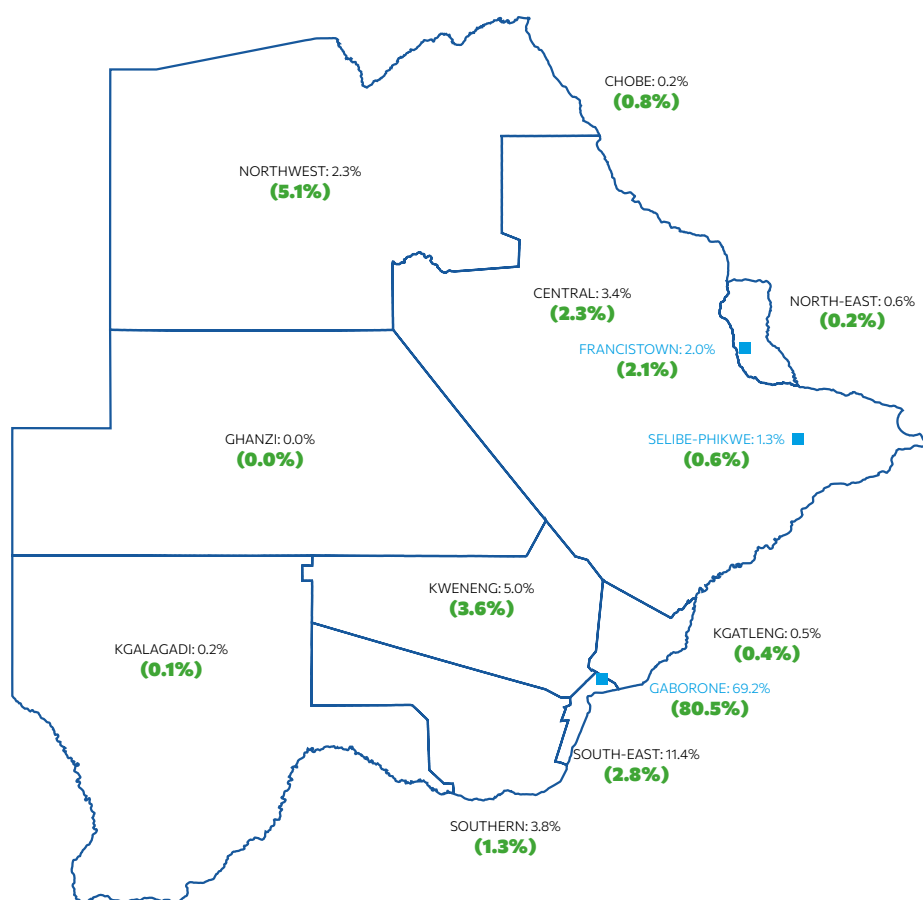 CHOBE: 0.2%
(0.8%)
NORTHWEST: 2.3%
(5.1%)
CENTRAL: 3.4%
(2.3%)
NORTH-EAST: 0.6%
(0.2%)
FRANCISTOWN: 2.0%
(2.1%)
GHANZI: 0.0%
(0.0%)
SELIBE-PHIKWE: 1.3%
(0.6%)
KWENENG: 5.0%
(3.6%)
KGATLENG: 0.5%
(0.4%)
KGALAGADI: 0.2%
(0.1%)
GABORONE: 69.2%
(80.5%)
SOUTH-EAST: 11.4%
(2.8%)
SOUTHERN: 3.8%
(1.3%)